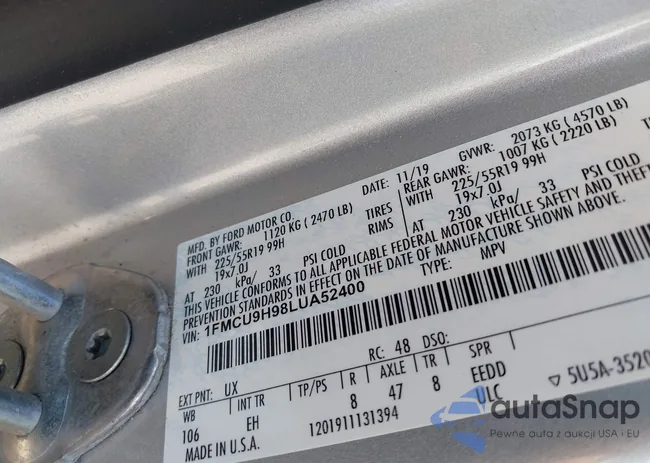 MFD. BY FORD MOTOR CO.
DATE: 11/19 GVWR: 2073 KG ( 4570 LB)
FRONT GAWR: 1120 KG ( 2470 LB) REAR GAWR: 1007 KG ( 2220 LB)
WITH 225/55R19 99H TIRES WITH 225/55R19 99H
19x7.0J RIMS 19x7.0J
AT 230 kPa/ 33 PSI COLD AT 230 kPa/ 33 PSI COLD
THIS VEHICLE CONFORMS TO ALL APPLICABLE FEDERAL MOTOR VEHICLE SAFETY AND THEFT
PREVENTION STANDARDS IN EFFECT ON THE DATE OF MANUFACTURE SHOWN ABOVE.
VIN: 1FMCU9H98LUA52400 TYPE: MPV
EXT PNT: UX RC: 48 DSO:
WB INT TR TP/PS R AXLE TR SPR
106 EH 8 47 8 EEDD
MADE IN U.S.A. 1201911131394 ULC
5U5A-3520
autoSnap
Pewne auta z aukcji USA i EU